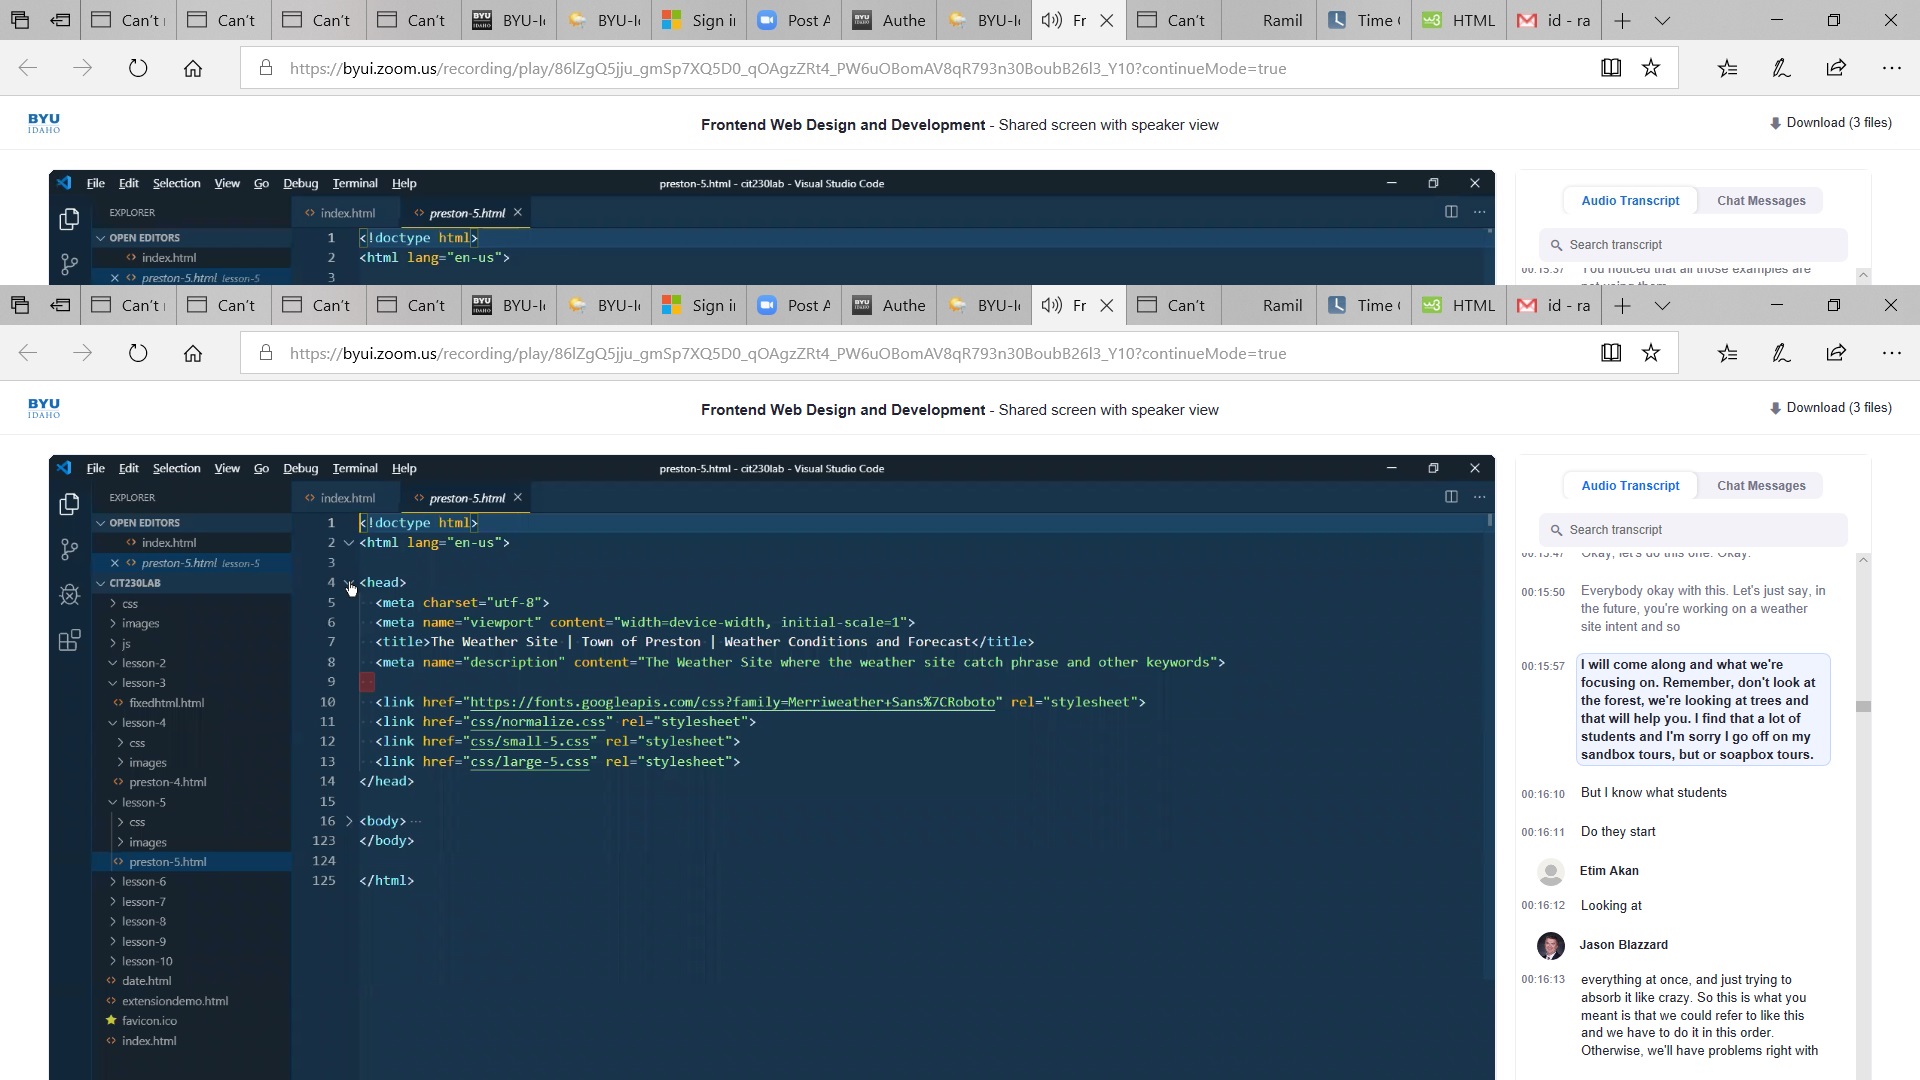 Can't
Can't
Can't
Can't
BYU-I
BYU-I
Sign i
Post A
Authe
BYU-I
Fr
Can't
Ramil
Time
HTML
id - ra
https://byui.zoom.us/recording/play/86lZgQ5jju_gmSp7XQ5D0_qOAgzZRt4_PW6uOBomAV8qR793n30BoubB26l3_Y10?continueMode=true
BYU
IDAHO
Frontend Web Design and Development - Shared screen with speaker view
Download (3 files)
File Edit Selection View Go Debug Terminal Help
preston-5.html - cit230lab - Visual Studio Code
EXPLORER
index.html
preston-5.html
OPEN EDITORS
index.html
preston-5.html lesson-5
1 <!doctype html>
2 <html lang="en-us">
3
Audio Transcript
Chat Messages
Search transcript
00:15:37 You noticed that all those examples are
Can't
Can't
Can't
Can't
BYU-I
BYU-I
Sign i
Post A
Authe
BYU-I
Fr
Can't
Ramil
Time
HTML
id - ra
https://byui.zoom.us/recording/play/86lZgQ5jju_gmSp7XQ5D0_qOAgzZRt4_PW6uOBomAV8qR793n30BoubB26l3_Y10?continueMode=true
BYU
IDAHO
Frontend Web Design and Development - Shared screen with speaker view
Download (3 files)
File Edit Selection View Go Debug Terminal Help
preston-5.html - cit230lab - Visual Studio Code
EXPLORER
index.html
preston-5.html
OPEN EDITORS
index.html
preston-5.html lesson-5
CIT230LAB
css
images
js
lesson-2
lesson-3
fixedhtml.html
lesson-4
css
images
preston-4.html
lesson-5
css
images
preston-5.html
lesson-6
lesson-7
lesson-8
lesson-9
lesson-10
date.html
extensiondemo.html
favicon.ico
index.html
1 <!doctype html>
2 <html lang="en-us">
3
4 <head>
5 <meta charset="utf-8">
6 <meta name="viewport" content="width=device-width, initial-scale=1">
7 <title>The Weather Site | Town of Preston | Weather Conditions and Forecast</title>
8 <meta name="description" content="The Weather Site where the weather site catch phrase and other keywords">
9
10 <link href="https://fonts.googleapis.com/css?family=Merriweather+Sans%7CRoboto" rel="stylesheet">
11 <link href="css/normalize.css" rel="stylesheet">
12 <link href="css/small-5.css" rel="stylesheet">
13 <link href="css/large-5.css" rel="stylesheet">
14 </head>
15
16 <body> ...
123 </body>
124
125 </html>
Audio Transcript
Chat Messages
Search transcript
00:15:47 Okay, let's do this one. Okay.
00:15:50 Everybody okay with this. Let's just say, in
the future, you're working on a weather
site intent and so
00:15:57 I will come along and what we're
focusing on. Remember, don't look at
the forest, we're looking at trees and
that will help you. I find that a lot of
students and I'm sorry I go off on my
sandbox tours, but or soapbox tours.
00:16:10 But I know what students
00:16:11 Do they start
Etim Akan
00:16:12 Looking at
Jason Blazzard
00:16:13 everything at once, and just trying to
absorb it like crazy. So this is what you
meant is that we could refer to like this
and we have to do it in this order.
Otherwise, we'll have problems right with